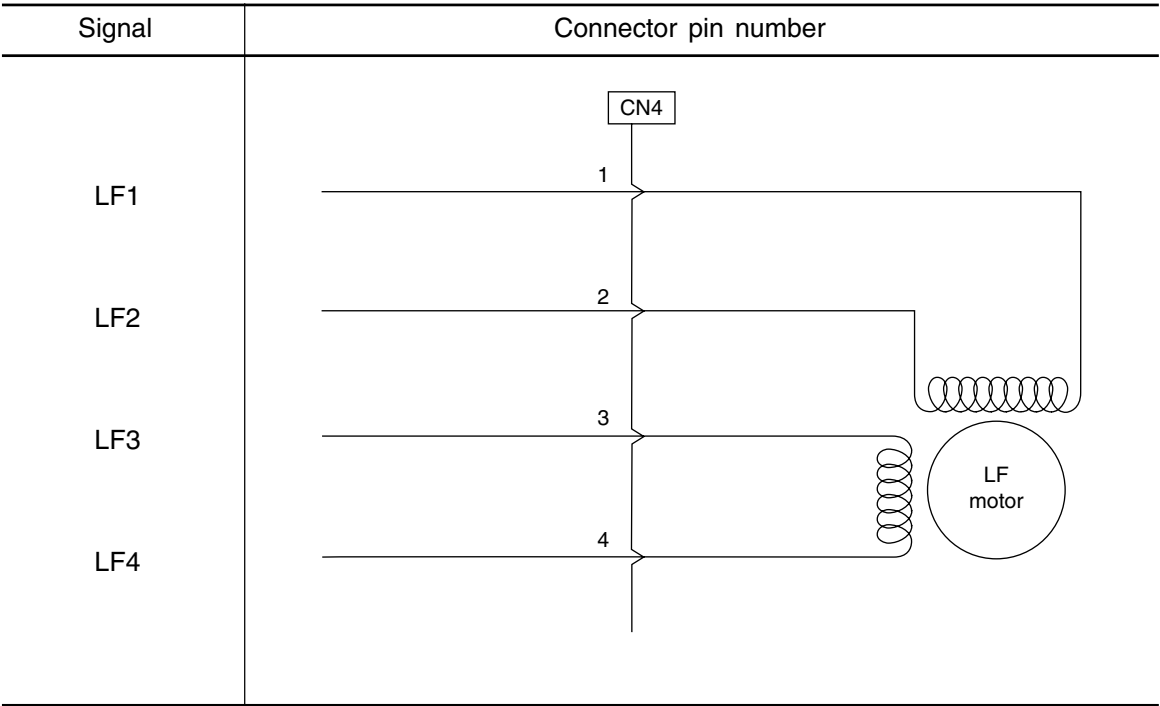 Signal
Connector pin number
CN4
1
LF1
2
LF2
3
LF3
LF
motor
4
LF4